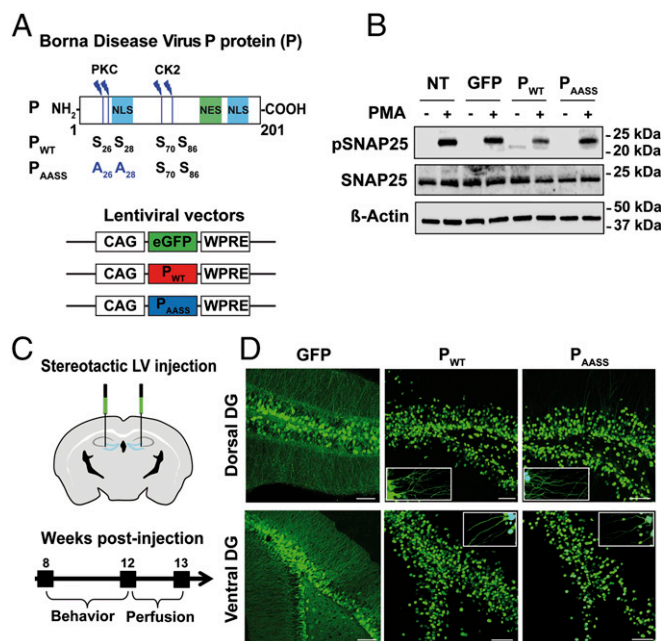 A
Borna Disease Virus P protein (P)
PKC CK2
P NH2 NLS NES NLS COOH
1 201
PWT S26 S28 S70 S86
PAASS A26 A28 S70 S86
Lentiviral vectors
CAG eGFP WPRE
CAG PWT WPRE
CAG PAASS WPRE
B
NT GFP PWT PAASS
PMA - + - + - + - +
pSNAP25 - 25 kDa
- 20 kDa
SNAP25 - 25 kDa
ß-Actin - 50 kDa
- 37 kDa
C
Stereotactic LV injection
Weeks post-injection
8 12 13
Behavior Perfusion
D
GFP PWT PAASS
Dorsal DG
Ventral DG